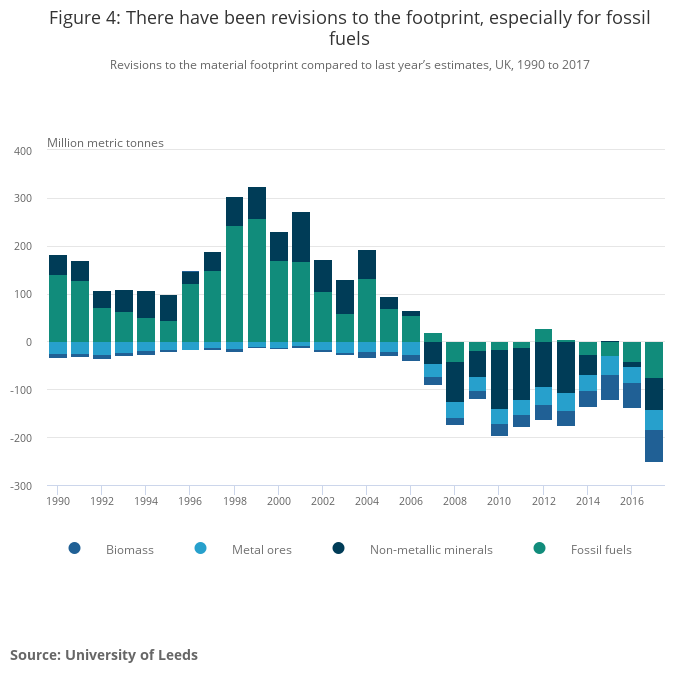 Figure 4: There have been revisions to the footprint, especially for fossil
fuels
Revisions to the material footprint compared to last year's estimates, UK, 1990 to 2017
Million metric tonnes
400
300
200
100
0
-100
-200
-300
1990 1992 1994 1996 1998 2000 2002 2004 2006 2008 2010 2012 2014 2016
Biomass Metal ores Non-metallic minerals Fossil fuels
Source: University of Leeds